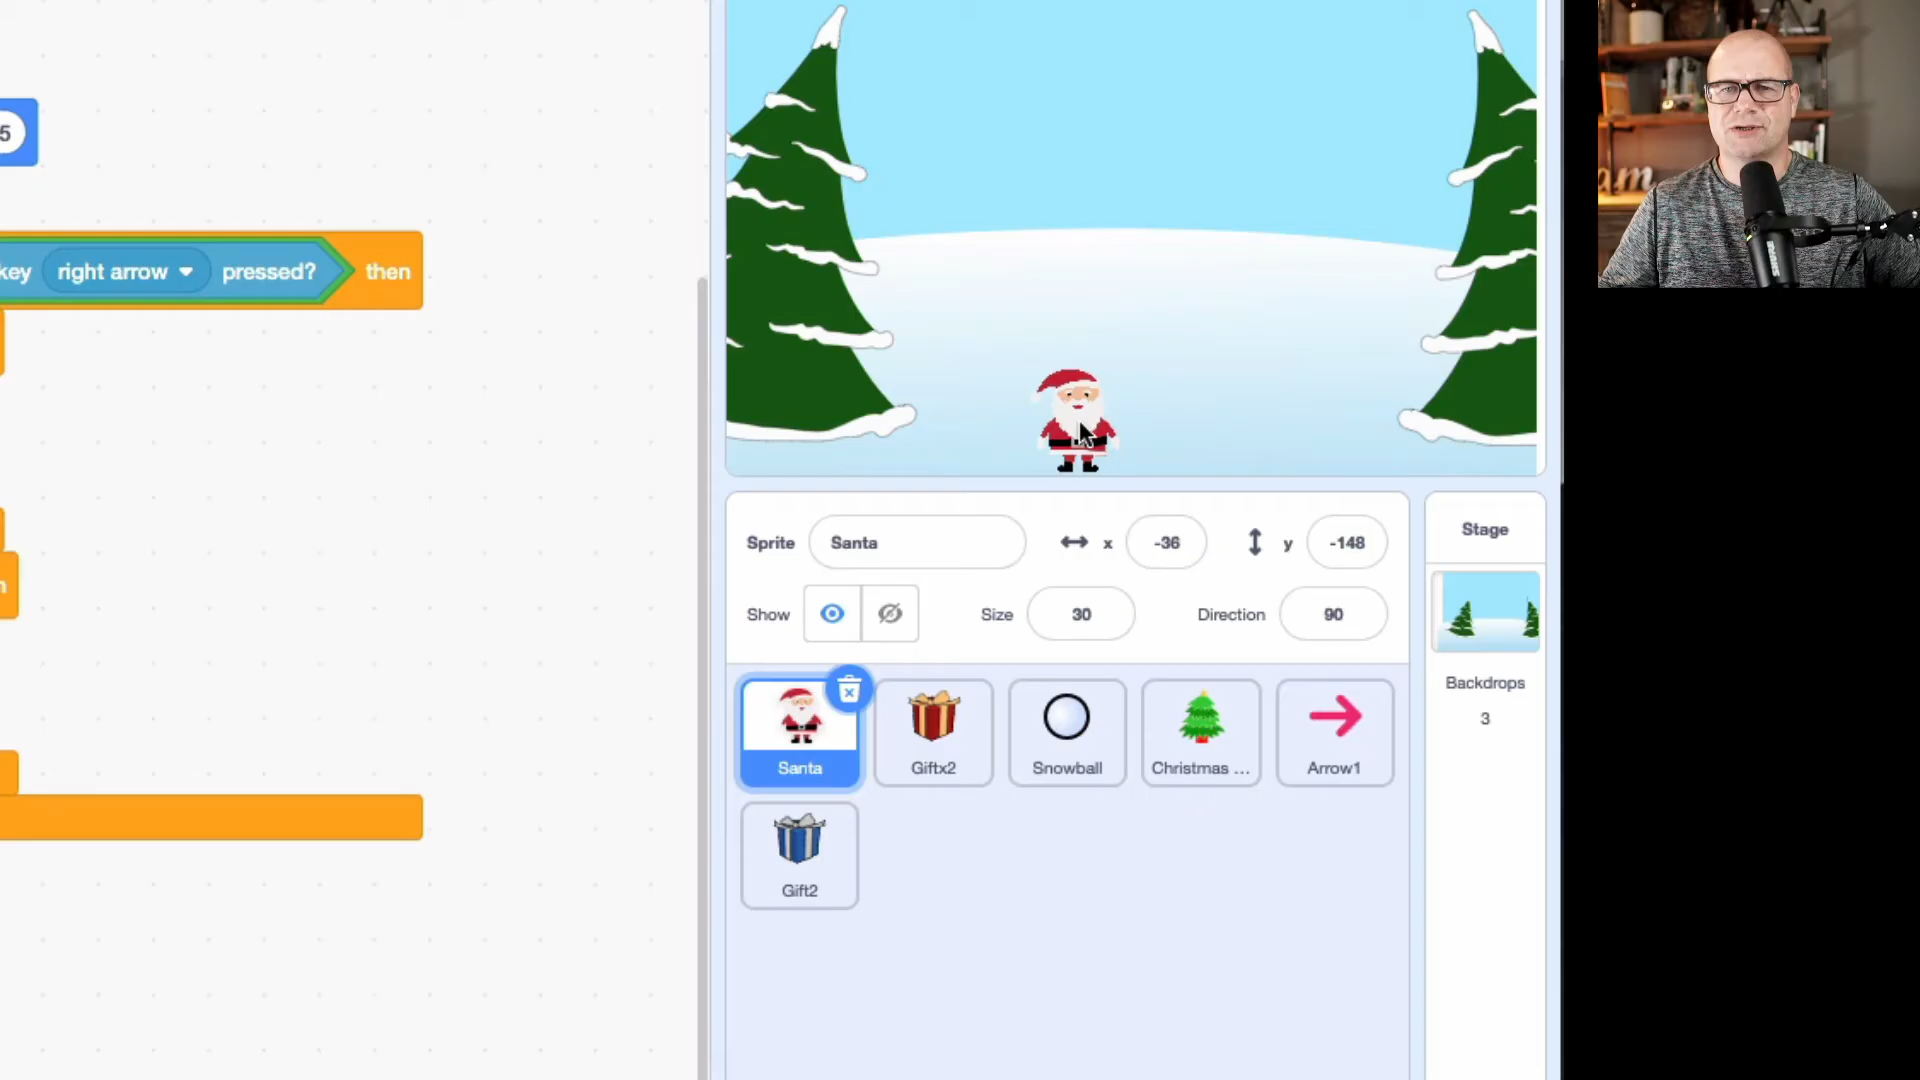 5
key right arrow pressed? then
Sprite Santa x -36 y -148
Show Size 30 Direction 90
Stage
Backdrops
3
Santa
Giftx2
Snowball
Christmas ...
Arrow1
Gift2